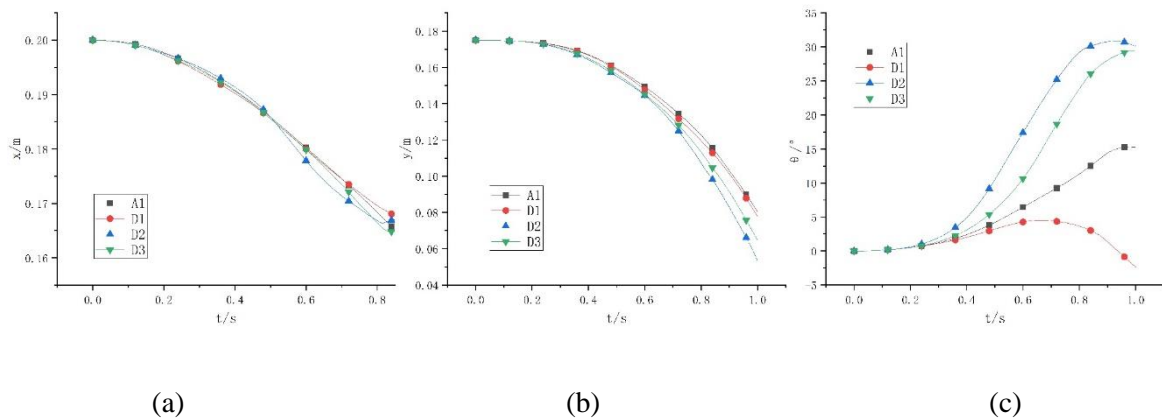 0.20
0.19
0.18
0.17
0.16
x/m
A1
D1
D2
D3
0.0 0.2 0.4 0.6 0.8
t/s
0.18
0.16
0.14
0.12
0.10
0.08
0.06
0.04
y/m
A1
D1
D2
D3
0.0 0.2 0.4 0.6 0.8 1.0
t/s
35
30
25
20
15
10
5
0
-5
θ/°
A1
D1
D2
D3
0.0 0.2 0.4 0.6 0.8 1.0
t/s
(a) (b) (c)